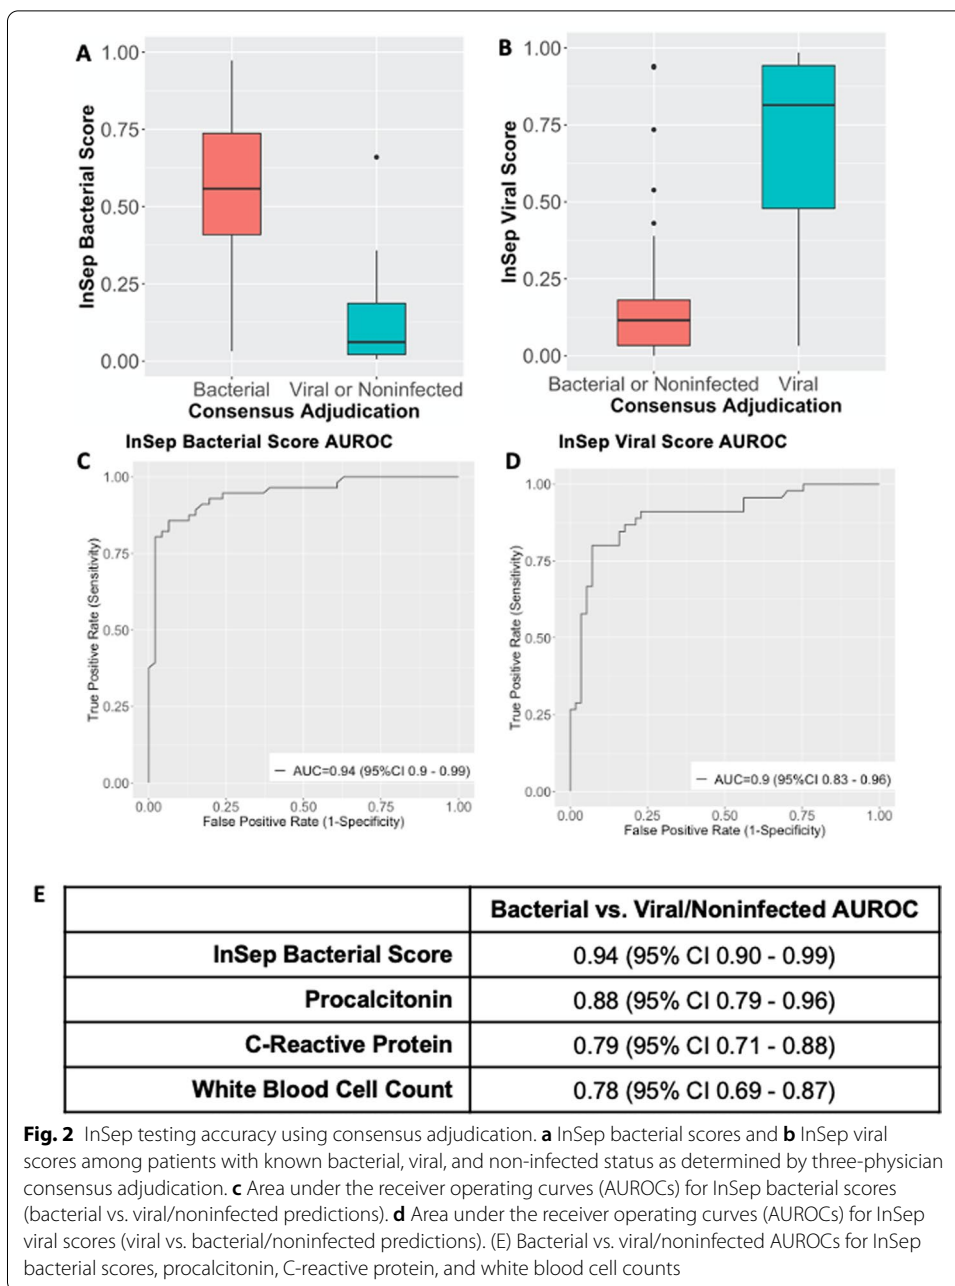 A
1.00
0.75
0.50
0.25
0.00
InSep Bacterial Score
Bacterial
Viral or Noninfected
Consensus Adjudication
B
1.00
0.75
0.50
0.25
0.00
InSep Viral Score
Bacterial or Noninfected
Viral
Consensus Adjudication
InSep Bacterial Score AUROC
C
1.00
0.75
0.50
0.25
0.00
True Positive Rate (Sensitivity)
AUC=0.94 (95%CI 0.9 - 0.99)
0.00 0.25 0.50 0.75 1.00
False Positive Rate (1-Specificity)
InSep Viral Score AUROC
D
1.00
0.75
0.50
0.25
0.00
True Positive Rate (Sensitivity)
AUC=0.9 (95%CI 0.83 - 0.96)
0.00 0.25 0.50 0.75 1.00
False Positive Rate (1-Specificity)
E
Bacterial vs. Viral/Noninfected AUROC
InSep Bacterial Score 0.94 (95% CI 0.90 - 0.99)
Procalcitonin 0.88 (95% CI 0.79 - 0.96)
C-Reactive Protein 0.79 (95% CI 0.71 - 0.88)
White Blood Cell Count 0.78 (95% CI 0.69 - 0.87)
Fig. 2 InSep testing accuracy using consensus adjudication. a InSep bacterial scores and b InSep viral
scores among patients with known bacterial, viral, and non-infected status as determined by three-physician
consensus adjudication. c Area under the receiver operating curves (AUROCs) for InSep bacterial scores
(bacterial vs. viral/noninfected predictions). d Area under the receiver operating curves (AUROCs) for InSep
viral scores (viral vs. bacterial/noninfected predictions). (E) Bacterial vs. viral/noninfected AUROCs for InSep
bacterial scores, procalcitonin, C-reactive protein, and white blood cell counts